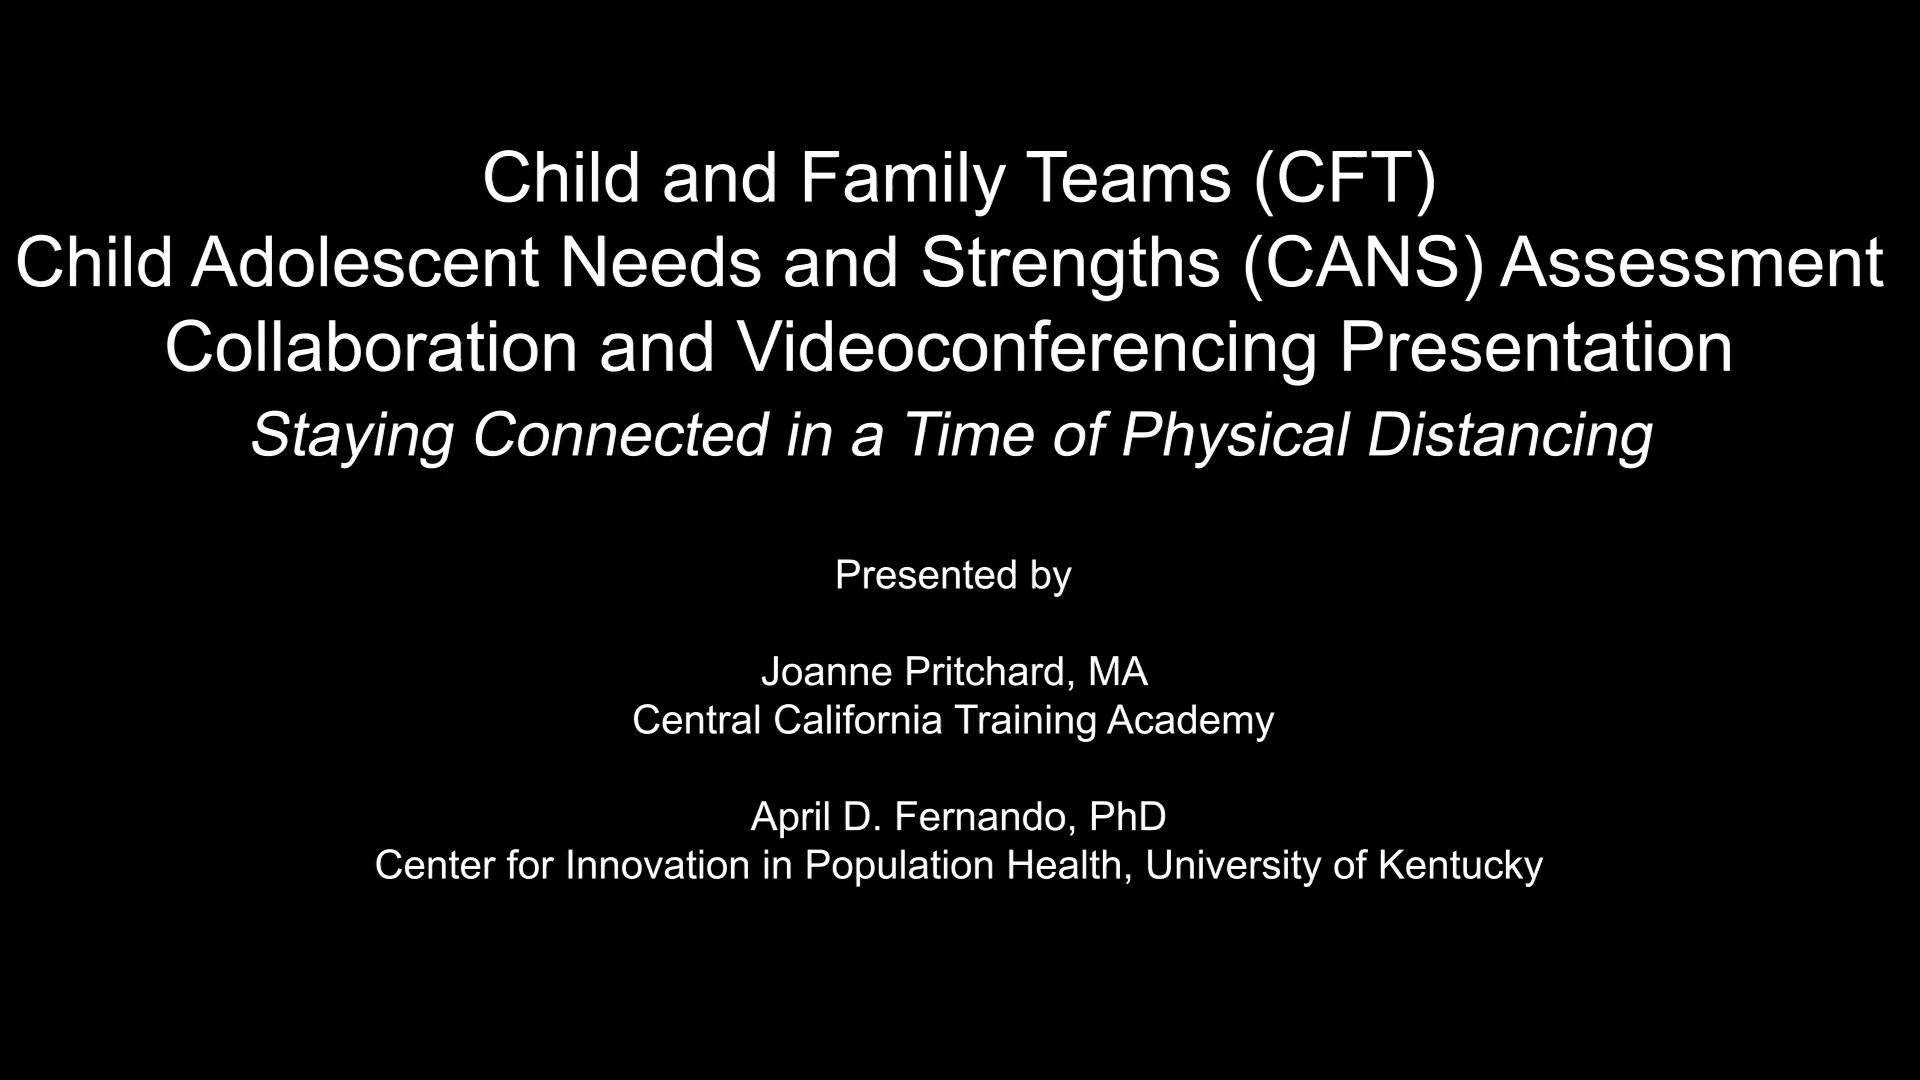 Child and Family Teams (CFT)
Child Adolescent Needs and Strengths (CANS) Assessment
Collaboration and Videoconferencing Presentation
Staying Connected in a Time of Physical Distancing
Presented by
Joanne Pritchard, MA
Central California Training Academy
April D. Fernando, PhD
Center for Innovation in Population Health, University of Kentucky